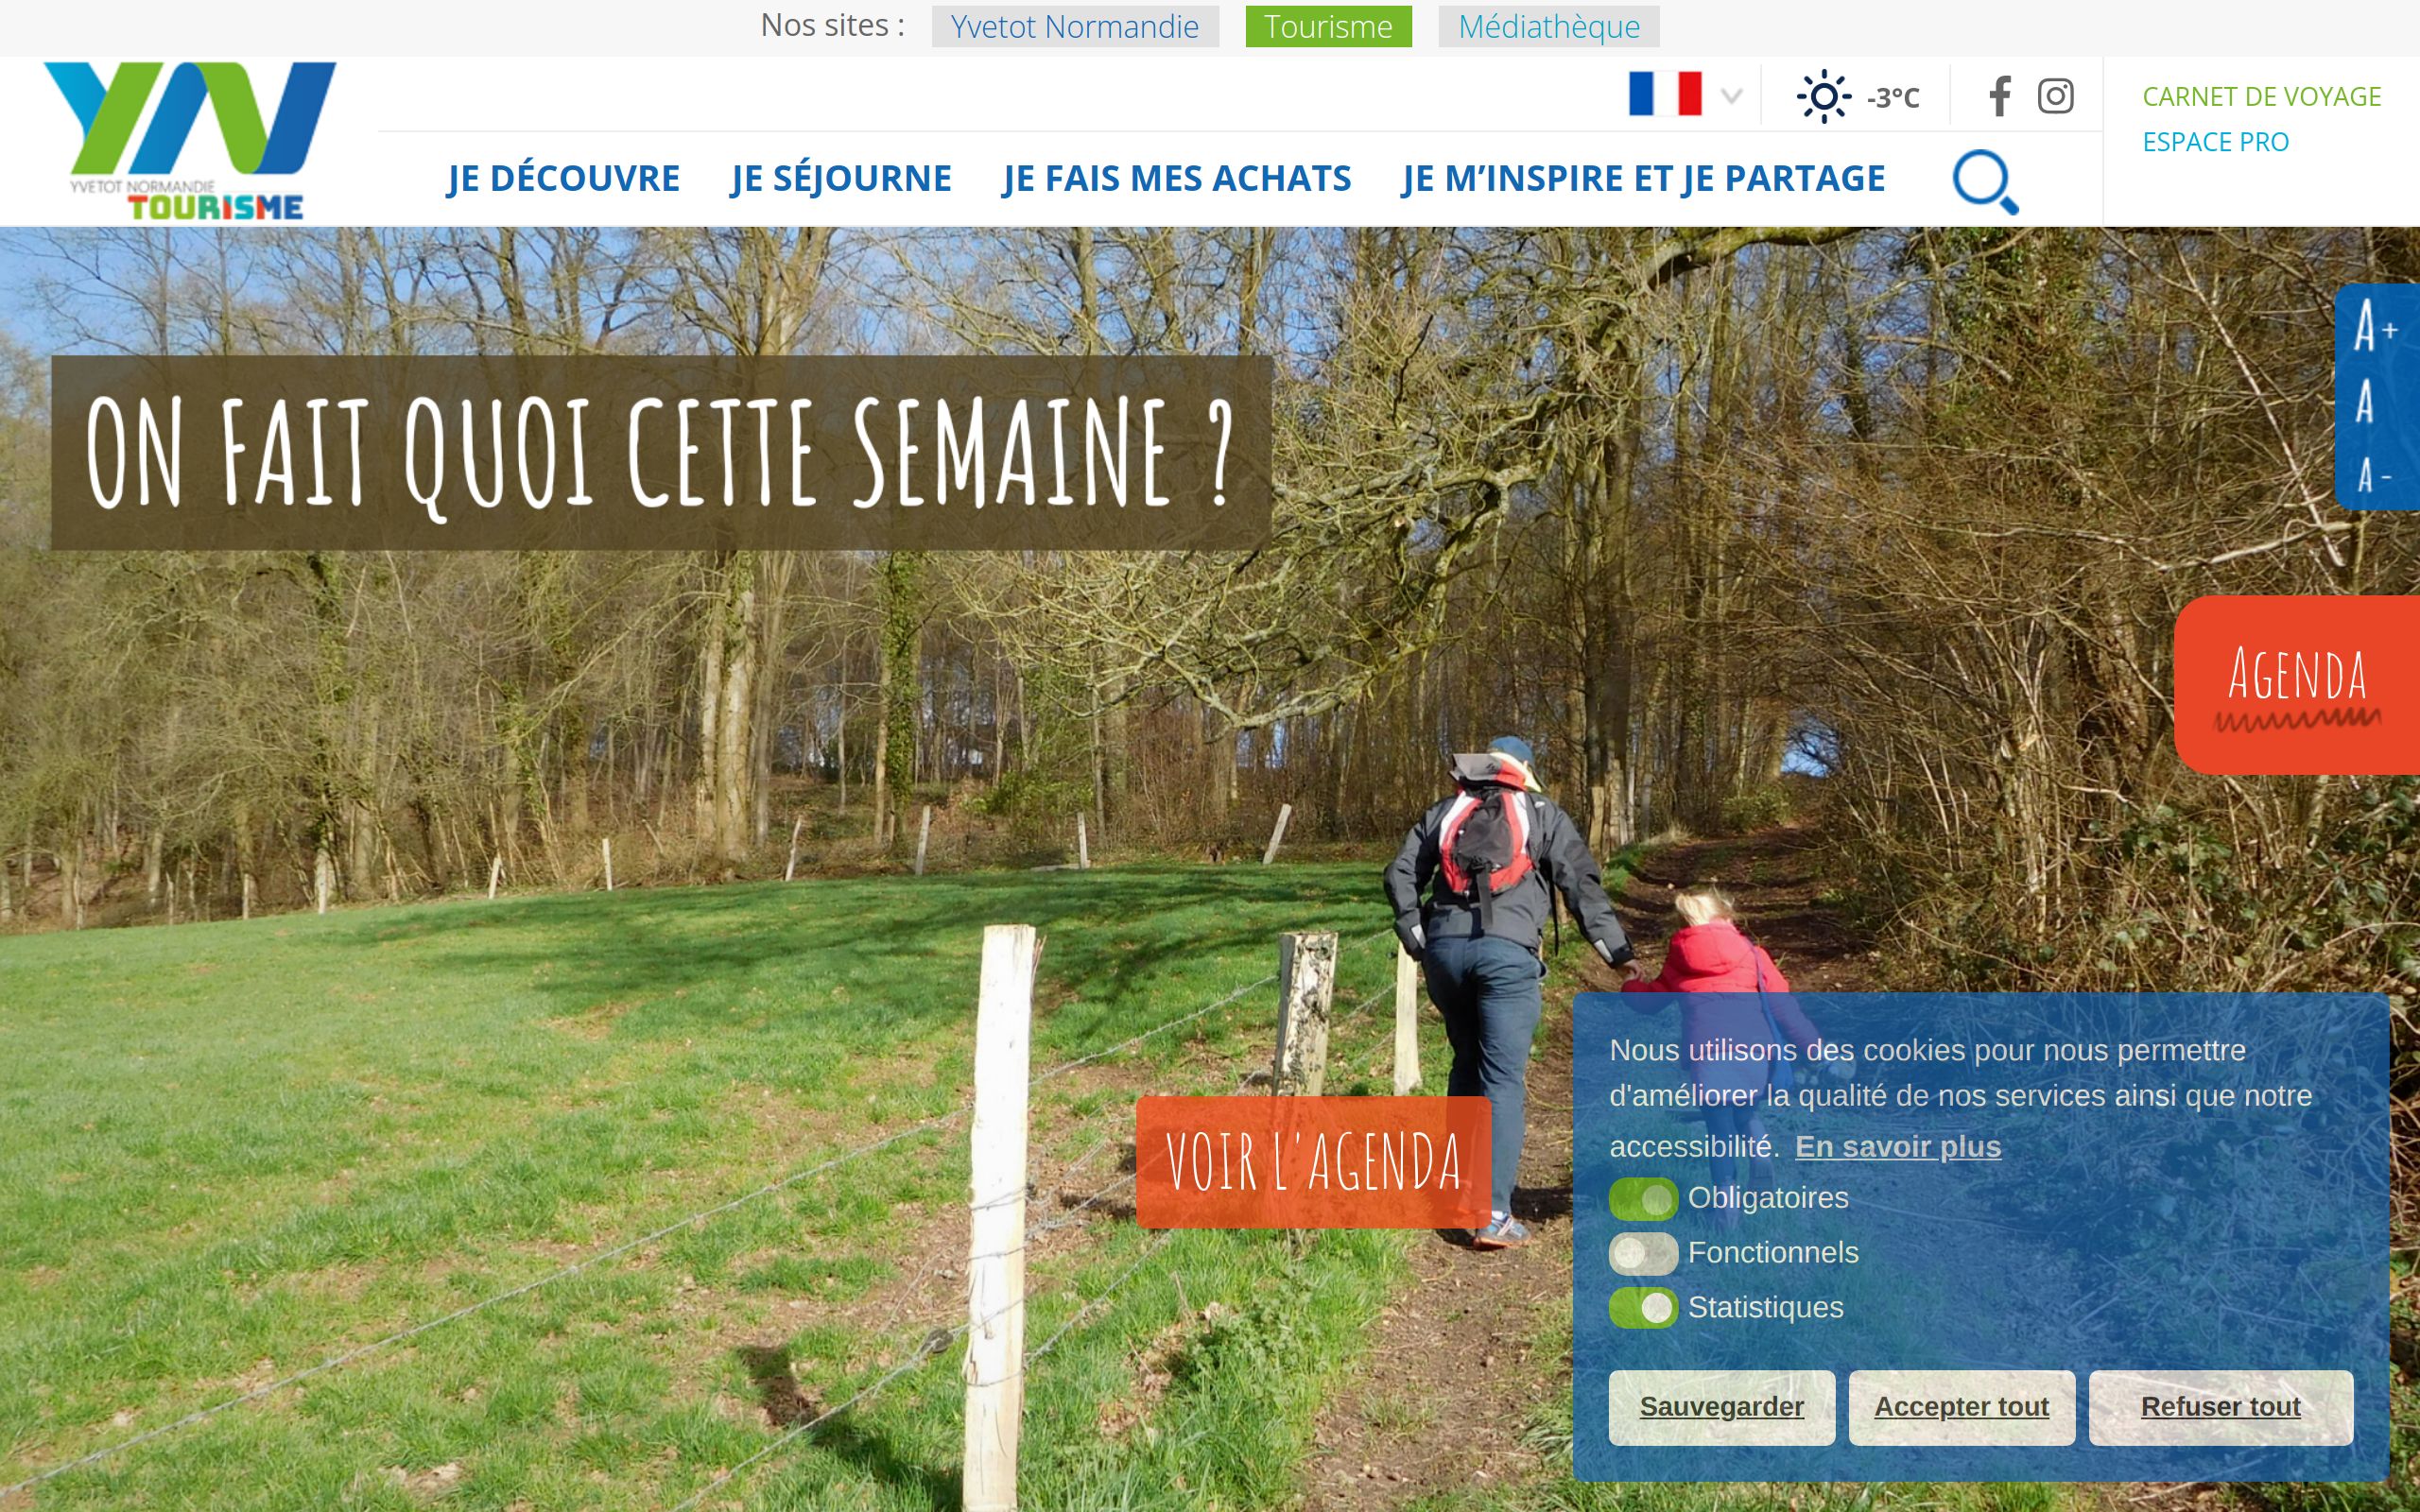 Nos sites :
Yvetot Normandie
Tourisme
Médiathèque
YVETOT NORMANDIE
TOURISME
-3°C
CARNET DE VOYAGE
ESPACE PRO
JE DÉCOUVRE
JE SÉJOURNE
JE FAIS MES ACHATS
JE M’INSPIRE ET JE PARTAGE
ON FAIT QUOI CETTE SEMAINE ?
A+
A
A-
AGENDA
VOIR L'AGENDA
Nous utilisons des cookies pour nous permettre
d'améliorer la qualité de nos services ainsi que notre
accessibilité. En savoir plus
Obligatoires
Fonctionnels
Statistiques
Sauvegarder
Accepter tout
Refuser tout